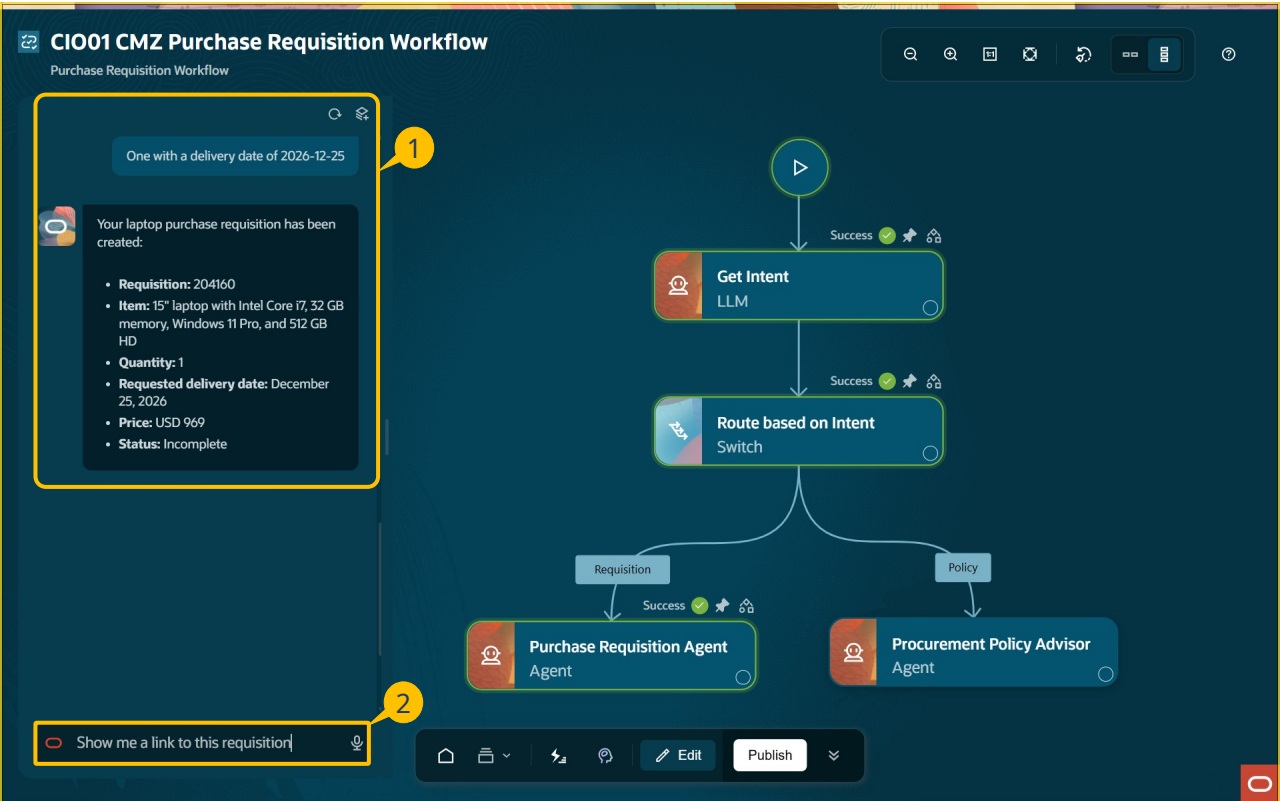 CIO01 CMZ Purchase Requisition Workflow
Purchase Requisition Workflow
1
One with a delivery date of 2026-12-25
Your laptop purchase requisition has been
created:
• Requisition: 204160
• Item: 15" laptop with Intel Core i7, 32 GB
memory, Windows 11 Pro, and 512 GB
HD
• Quantity: 1
• Requested delivery date: December
25, 2026
• Price: USD 969
• Status: Incomplete
2
Show me a link to this requisition
1:1
Success
Get Intent
LLM
Success
Route based on Intent
Switch
Requisition
Policy
Success
Purchase Requisition Agent
Agent
Procurement Policy Advisor
Agent
Edit
Publish